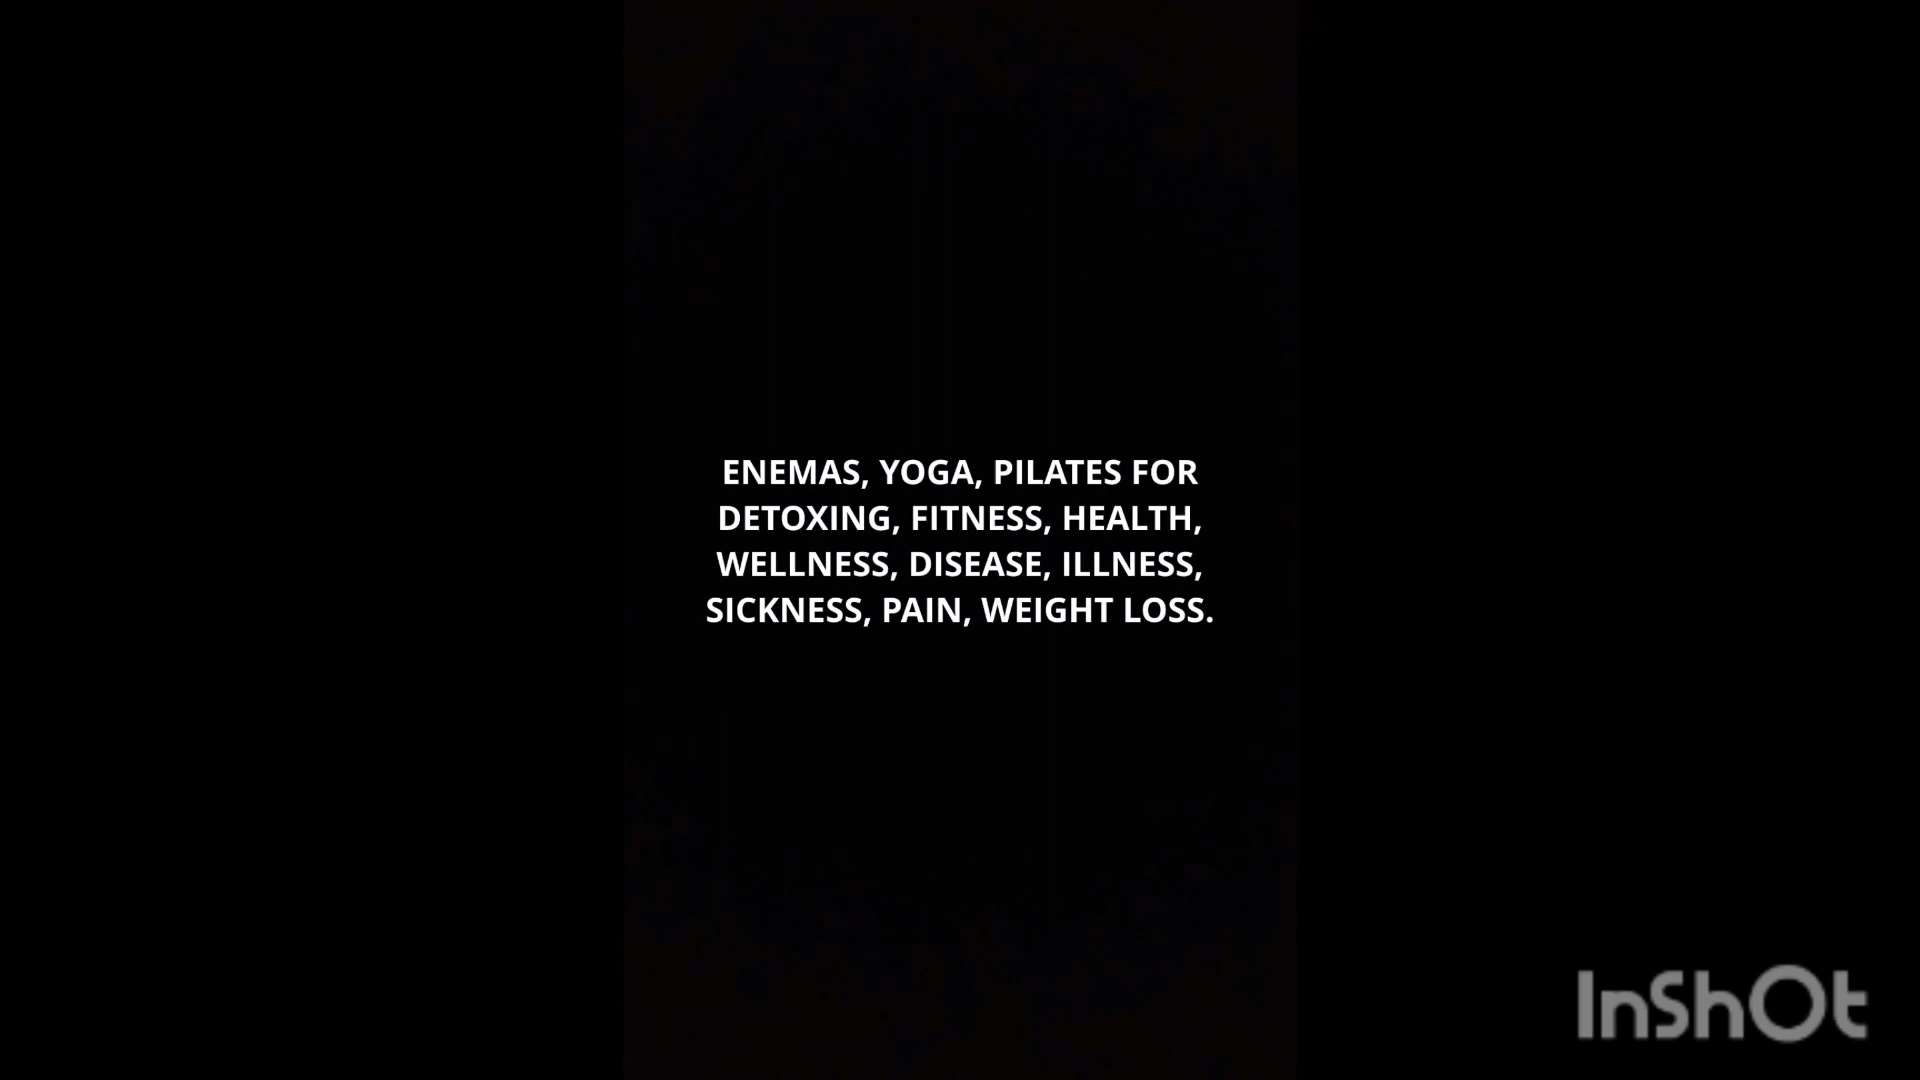 ENEMAS, YOGA, PILATES FOR
DETOXING, FITNESS, HEALTH,
WELLNESS, DISEASE, ILLNESS,
SICKNESS, PAIN, WEIGHT LOSS.
InShOt